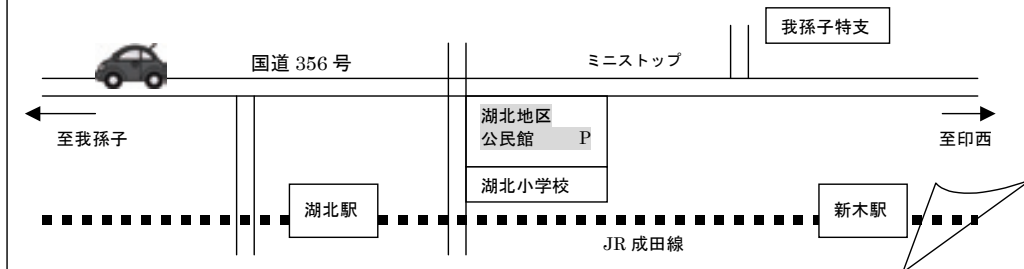 我孫子特支
国道 356 号
ミニストップ
湖北地区
公民館 P
至我孫子
至印西
湖北小学校
湖北駅
新木駅
JR 成田線